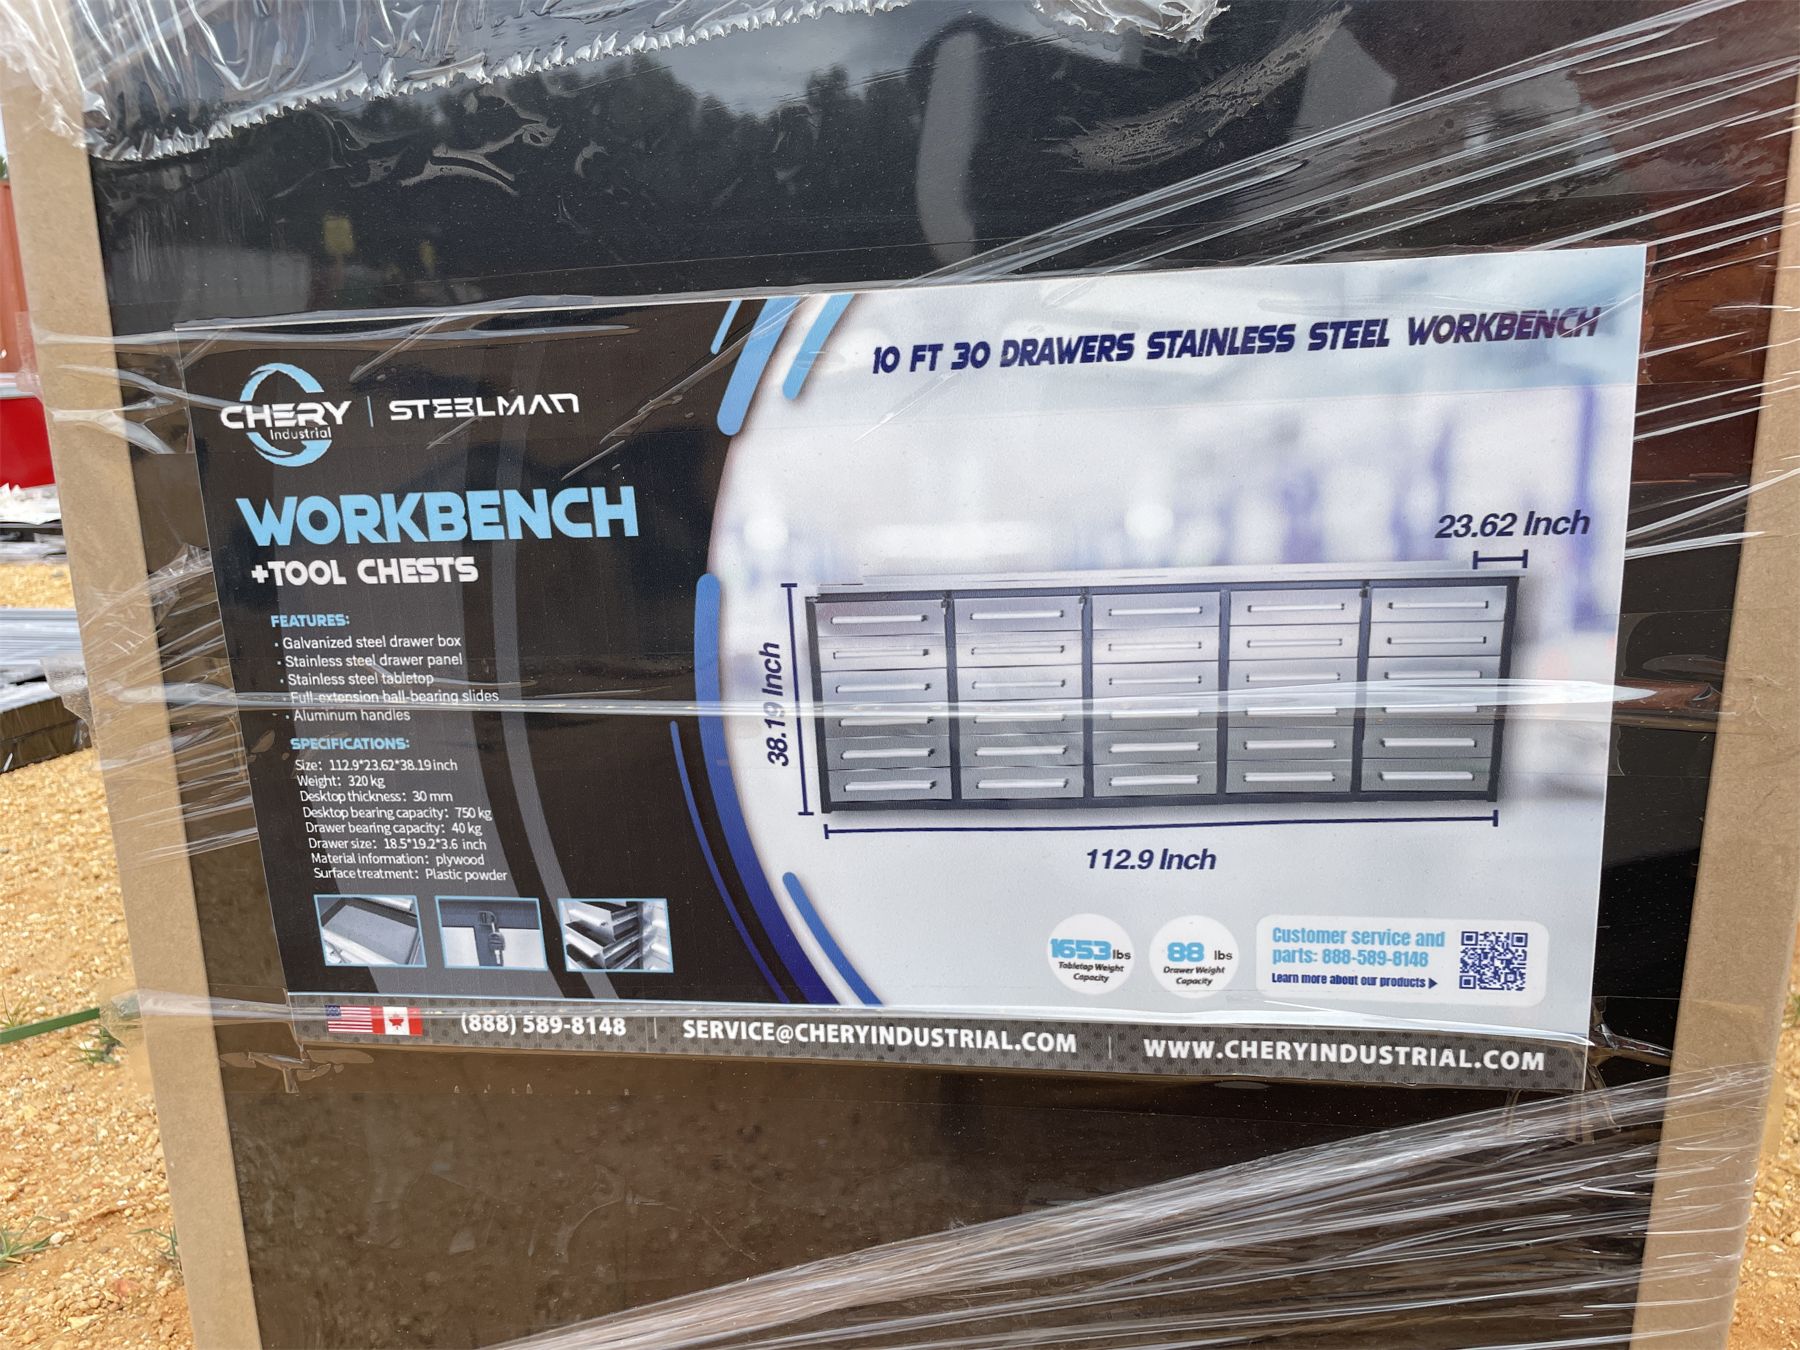 CHERY
Industrial
STEELMAN
WORKBENCH
+TOOL CHESTS
FEATURES:
· Galvanized steel drawer box
· Stainless steel drawer panel
· Stainless steel tabletop
· Full-extension ball-bearing slides
· Aluminum handles
SPECIFICATIONS:
Size: 112.9*23.62*38.19 inch
Weight: 320 kg
Desktop thickness: 30 mm
Desktop bearing capacity: 750 kg
Drawer bearing capacity: 40 kg
Drawer size: 18.5*19.2*3.6 inch
Material information: plywood
Surface treatment: Plastic powder
10 FT 30 DRAWERS STAINLESS STEEL WORKBENCH
23.62 Inch
38.19 Inch
112.9 Inch
1653 lbs
Tabletop Weight
Capacity
88 lbs
Drawer Weight
Capacity
Customer service and
parts: 888-589-8148
Learn more about our products
(888) 589-8148 | SERVICE@CHERYINDUSTRIAL.COM | WWW.CHERYINDUSTRIAL.COM